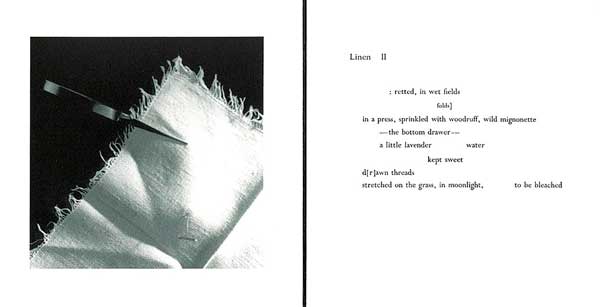 Linen II
: retted, in wet fields
folds]
in a press, sprinkled with woodruff, wild mignonette
—the bottom drawer—
a little lavender water
kept sweet
d[r]awn threads
stretched on the grass, in moonlight, to be bleached